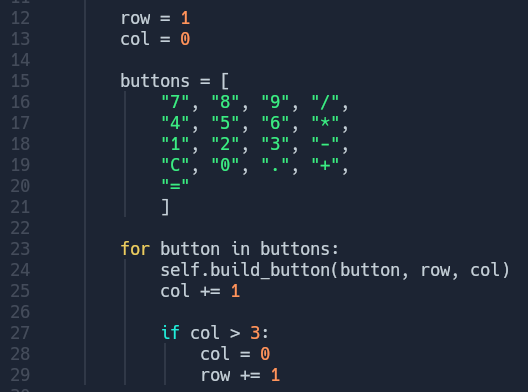 12 row = 1
13 col = 0
14
15 buttons = [
16 "7", "8", "9", "/",
17 "4", "5", "6", "*",
18 "1", "2", "3", "-",
19 "C", "0", ".", "+",
20 "="
21 ]
22
23 for button in buttons:
24 self.build_button(button, row, col)
25 col += 1
26
27 if col > 3:
28 col = 0
29 row += 1